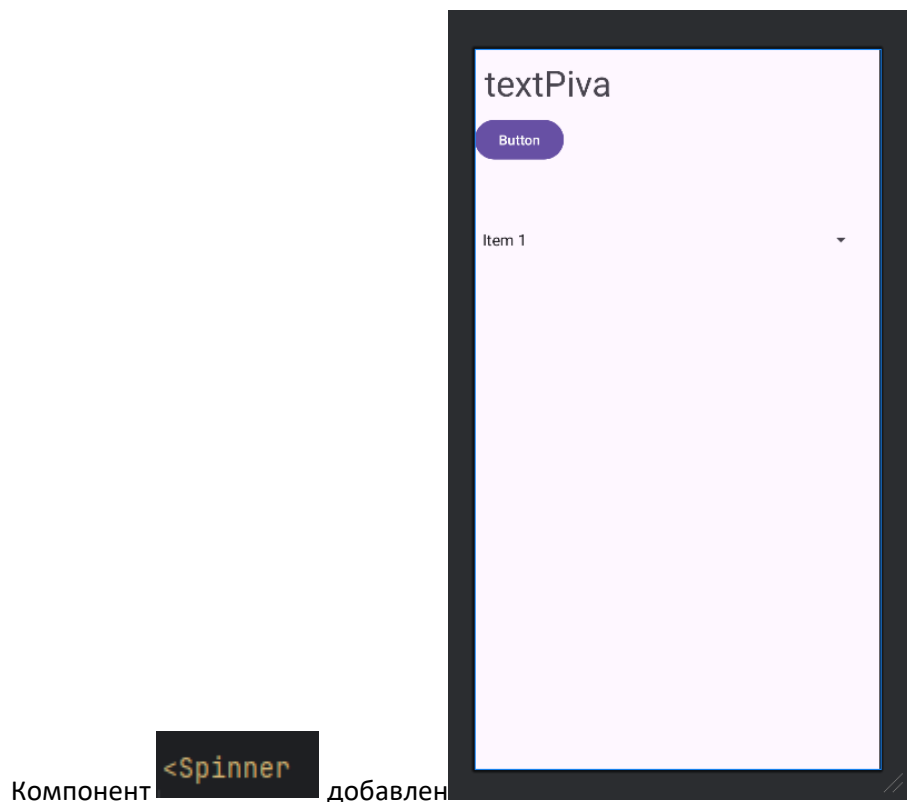 textPiva
Button
Item 1
Компонент <Spinner добавлен